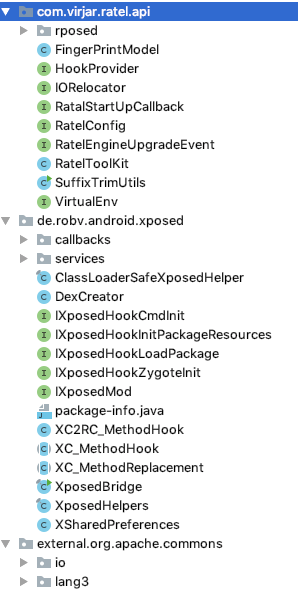 com.virjar.ratel.api
rposed
FingerPrintModel
HookProvider
IORelocator
RatalStartUpCallback
RatelConfig
RatelEngineUpgradeEvent
RatelToolKit
SuffixTrimUtils
VirtualEnv
de.robv.android.xposed
callbacks
services
ClassLoaderSafeXposedHelper
DexCreator
IXposedHookCmdInit
IXposedHookInitPackageResources
IXposedHookLoadPackage
IXposedHookZygoteInit
IXposedMod
package-info.java
XC2RC_MethodHook
XC_MethodHook
XC_MethodReplacement
XposedBridge
XposedHelpers
XSharedPreferences
external.org.apache.commons
io
lang3